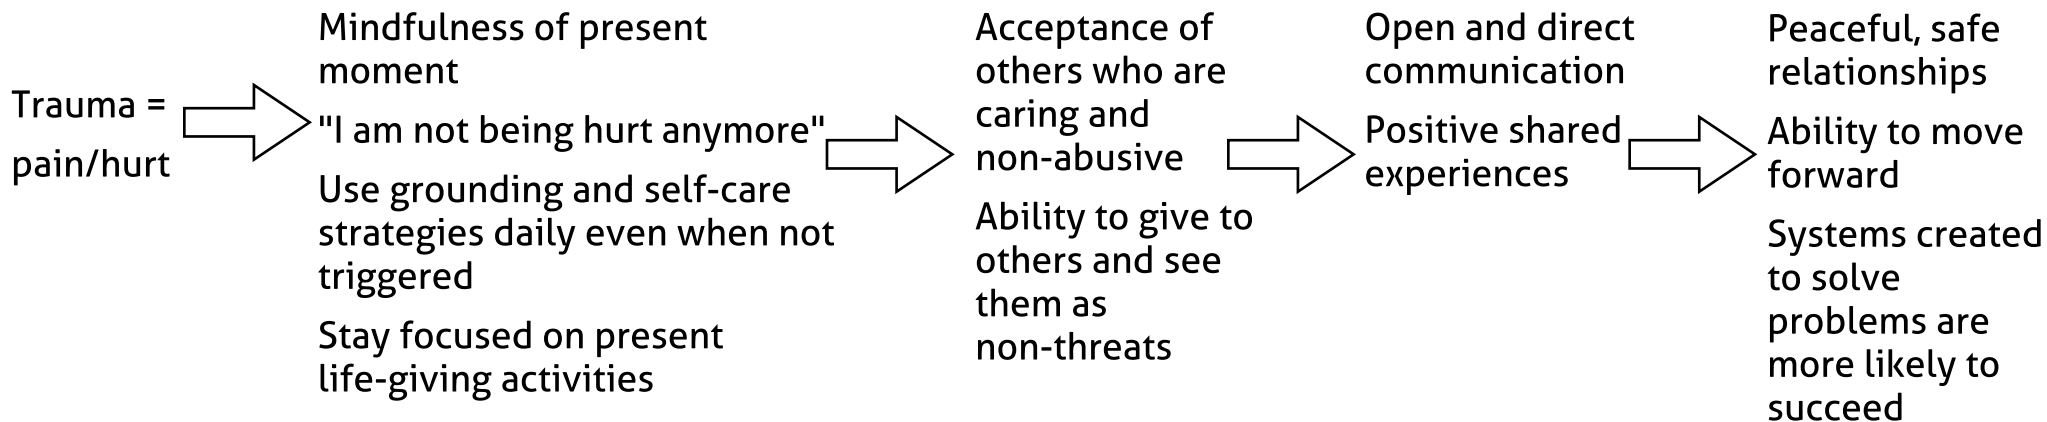 Trauma =
pain/hurt
Mindfulness of present
moment
"I am not being hurt anymore"
Use grounding and self-care
strategies daily even when not
triggered
Stay focused on present
life-giving activities
Acceptance of
others who are
caring and
non-abusive
Ability to give to
others and see
them as
non-threats
Open and direct
communication
Positive shared
experiences
Peaceful, safe
relationships
Ability to move
forward
Systems created
to solve
problems are
more likely to
succeed